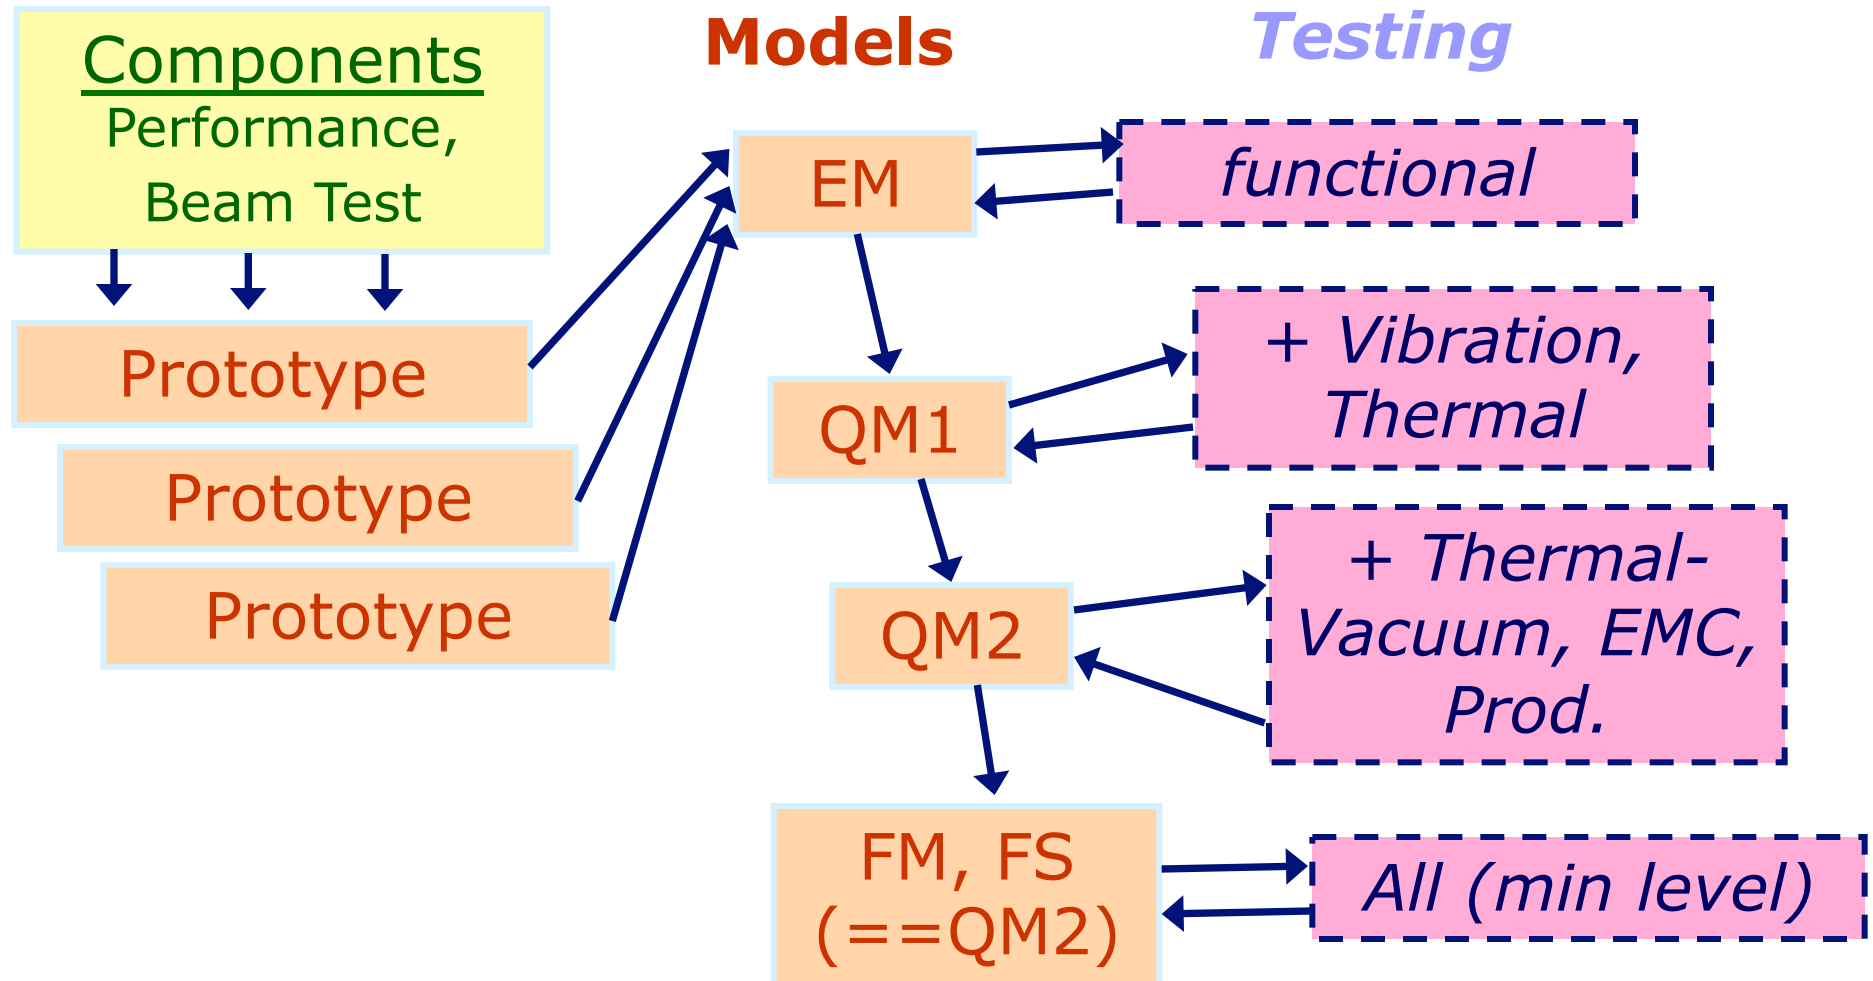 Components
Performance,
Beam Test
Prototype
Prototype
Prototype
Models
EM
QM1
QM2
FM, FS
(==QM2)
Testing
functional
+ Vibration,
Thermal
+ Thermal-
Vacuum, EMC,
Prod.
All (min level)